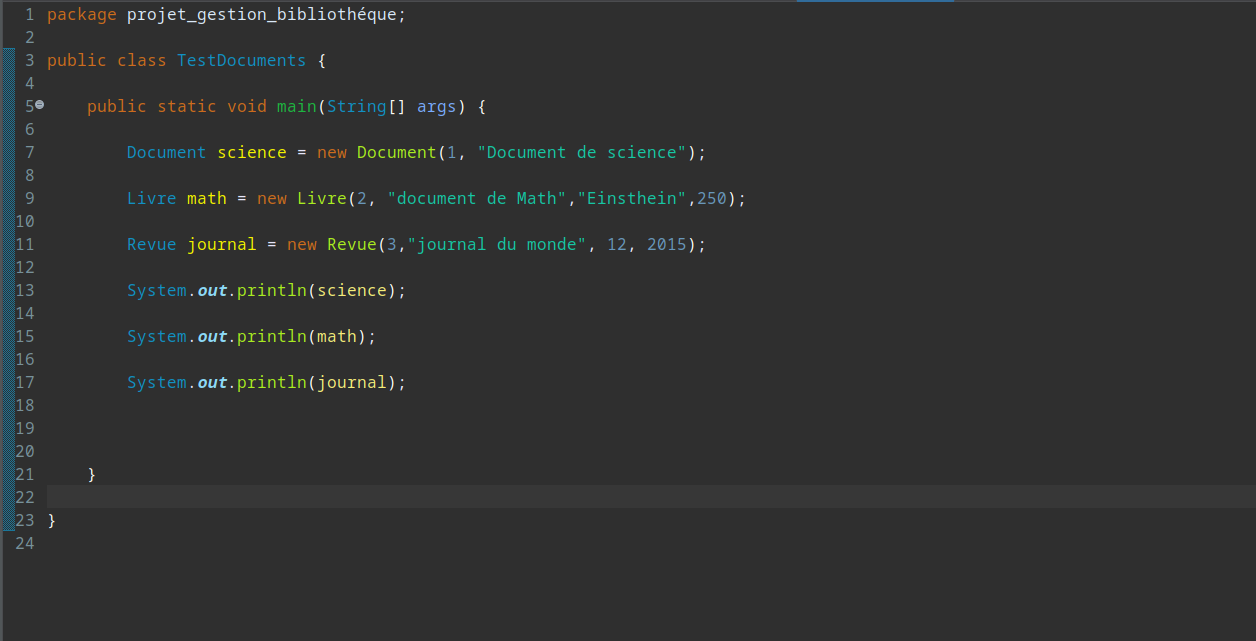 1 package projet_gestion_bibliothéque;
2
3 public class TestDocuments {
4
5     public static void main(String[] args) {
6
7         Document science = new Document(1, "Document de science");
8
9         Livre math = new Livre(2, "document de Math","Einsthein",250);
10
11         Revue journal = new Revue(3,"journal du monde", 12, 2015);
12
13         System.out.println(science);
14
15         System.out.println(math);
16
17         System.out.println(journal);
18
19
20
21     }
22
23 }
24